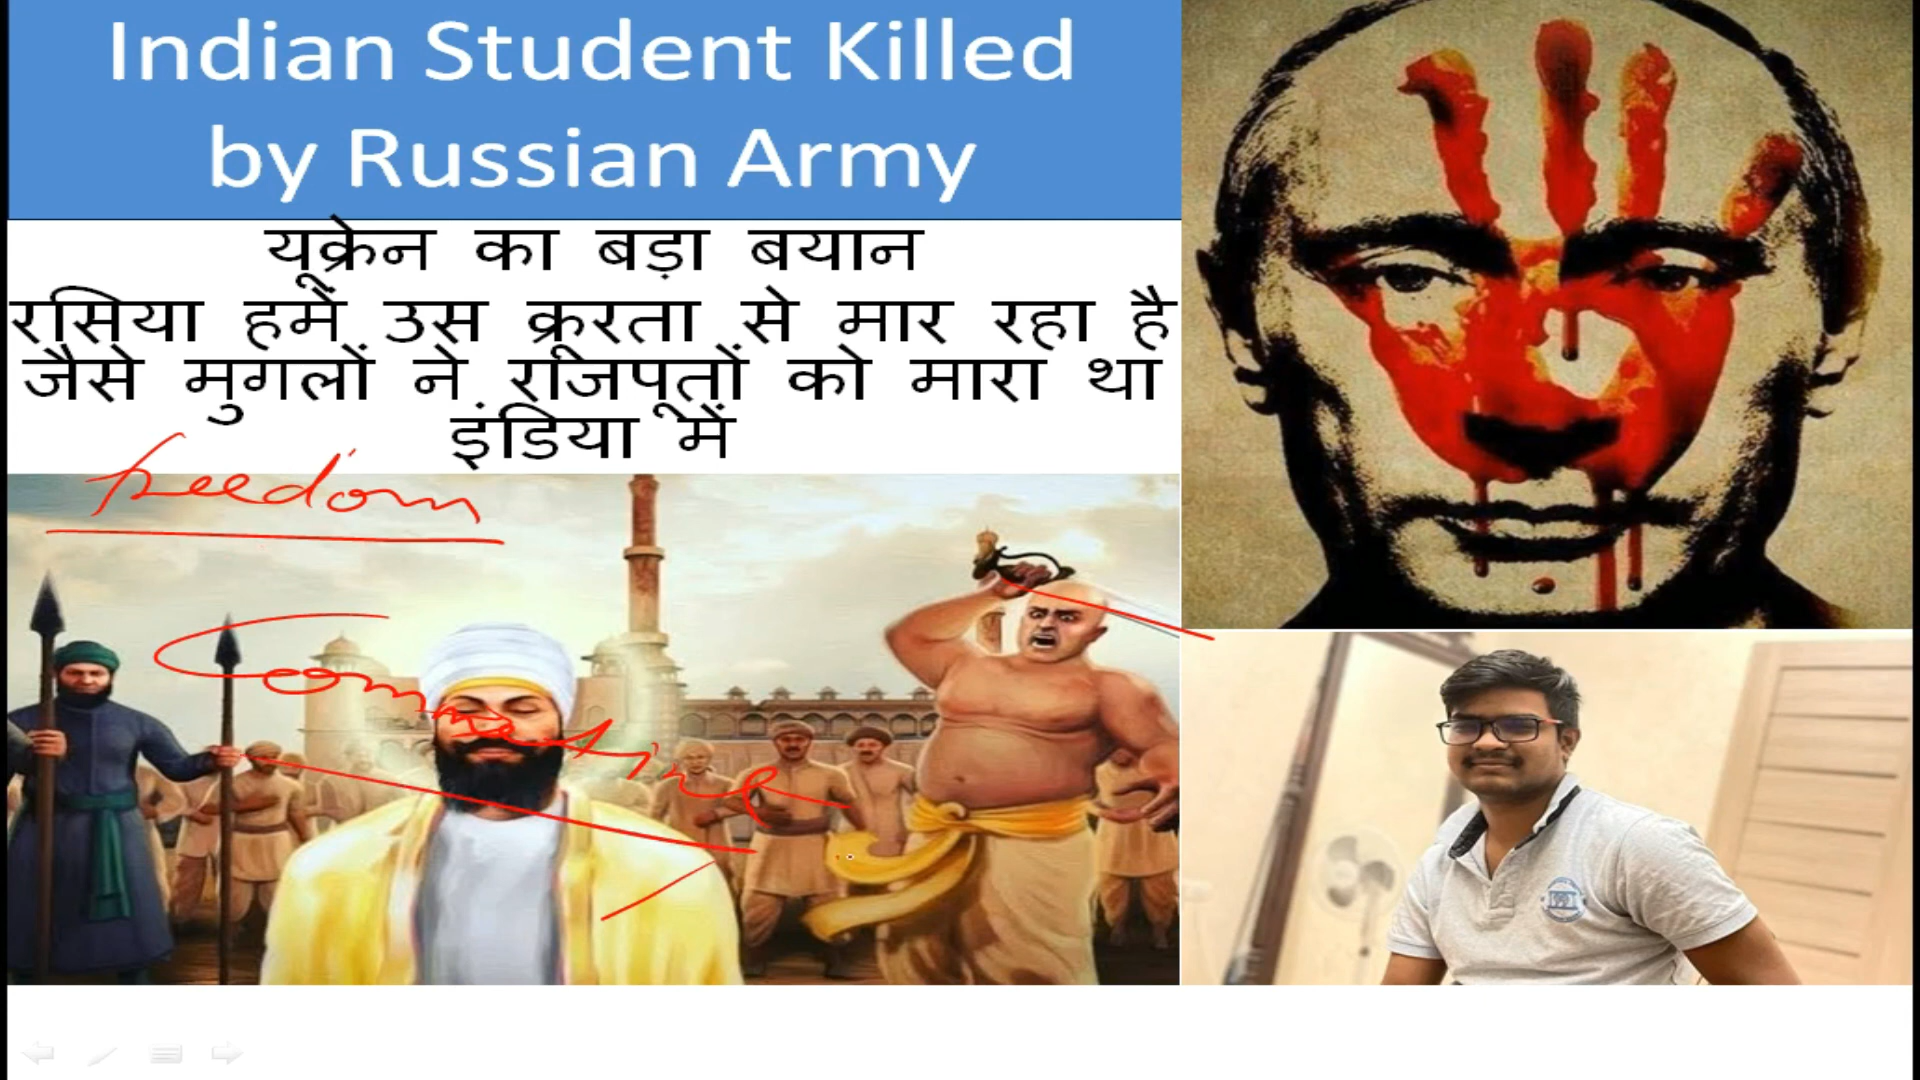 Indian Student Killed
by Russian Army
यूक्रेन का बड़ा बयान
रसिया हमें उस क्रूरता से मार रहा है
जैसे मुगलों ने राजपूतों को मारा था
इंडिया में
freedom